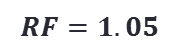 RF = 1.05